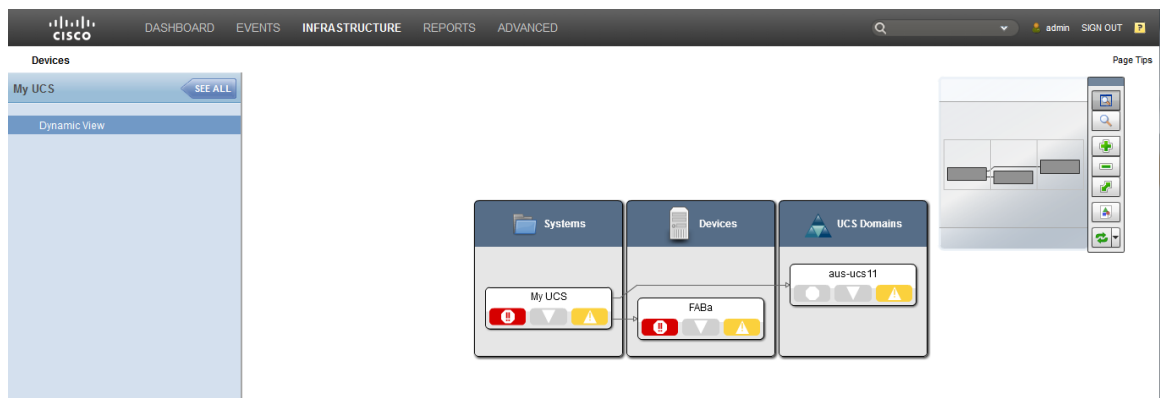 CISCO DASHBOARD EVENTS INFRASTRUCTURE REPORTS ADVANCED admin SIGN OUT ?
Devices Page Tips
My UCS SEE ALL
Dynamic View
Systems Devices UCS Domains
aus-ucs11
My UCS
FABa